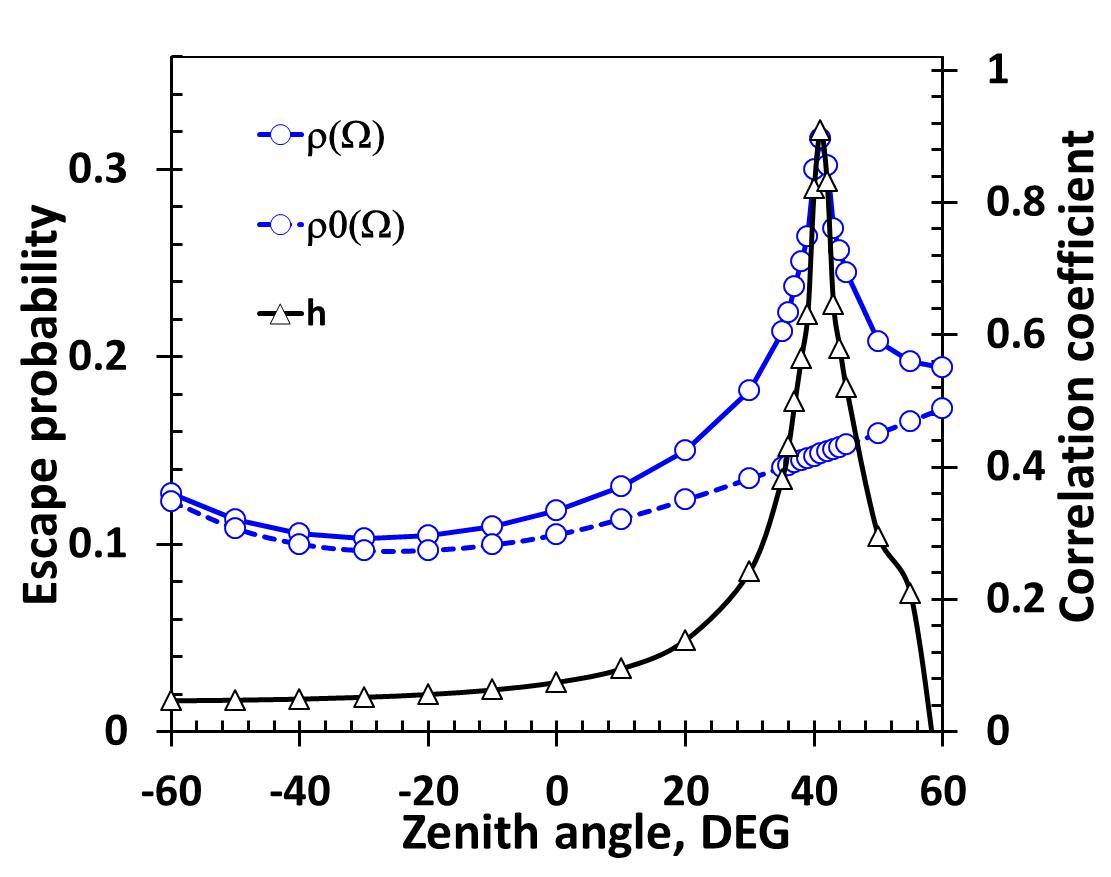 ρ(Ω)
ρ0(Ω)
h
Escape probability
0.3
0.2
0.1
0
1
0.8
0.6
0.4
0.2
0
Correlation coefficient
-60 -40 -20 0 20 40 60
Zenith angle, DEG